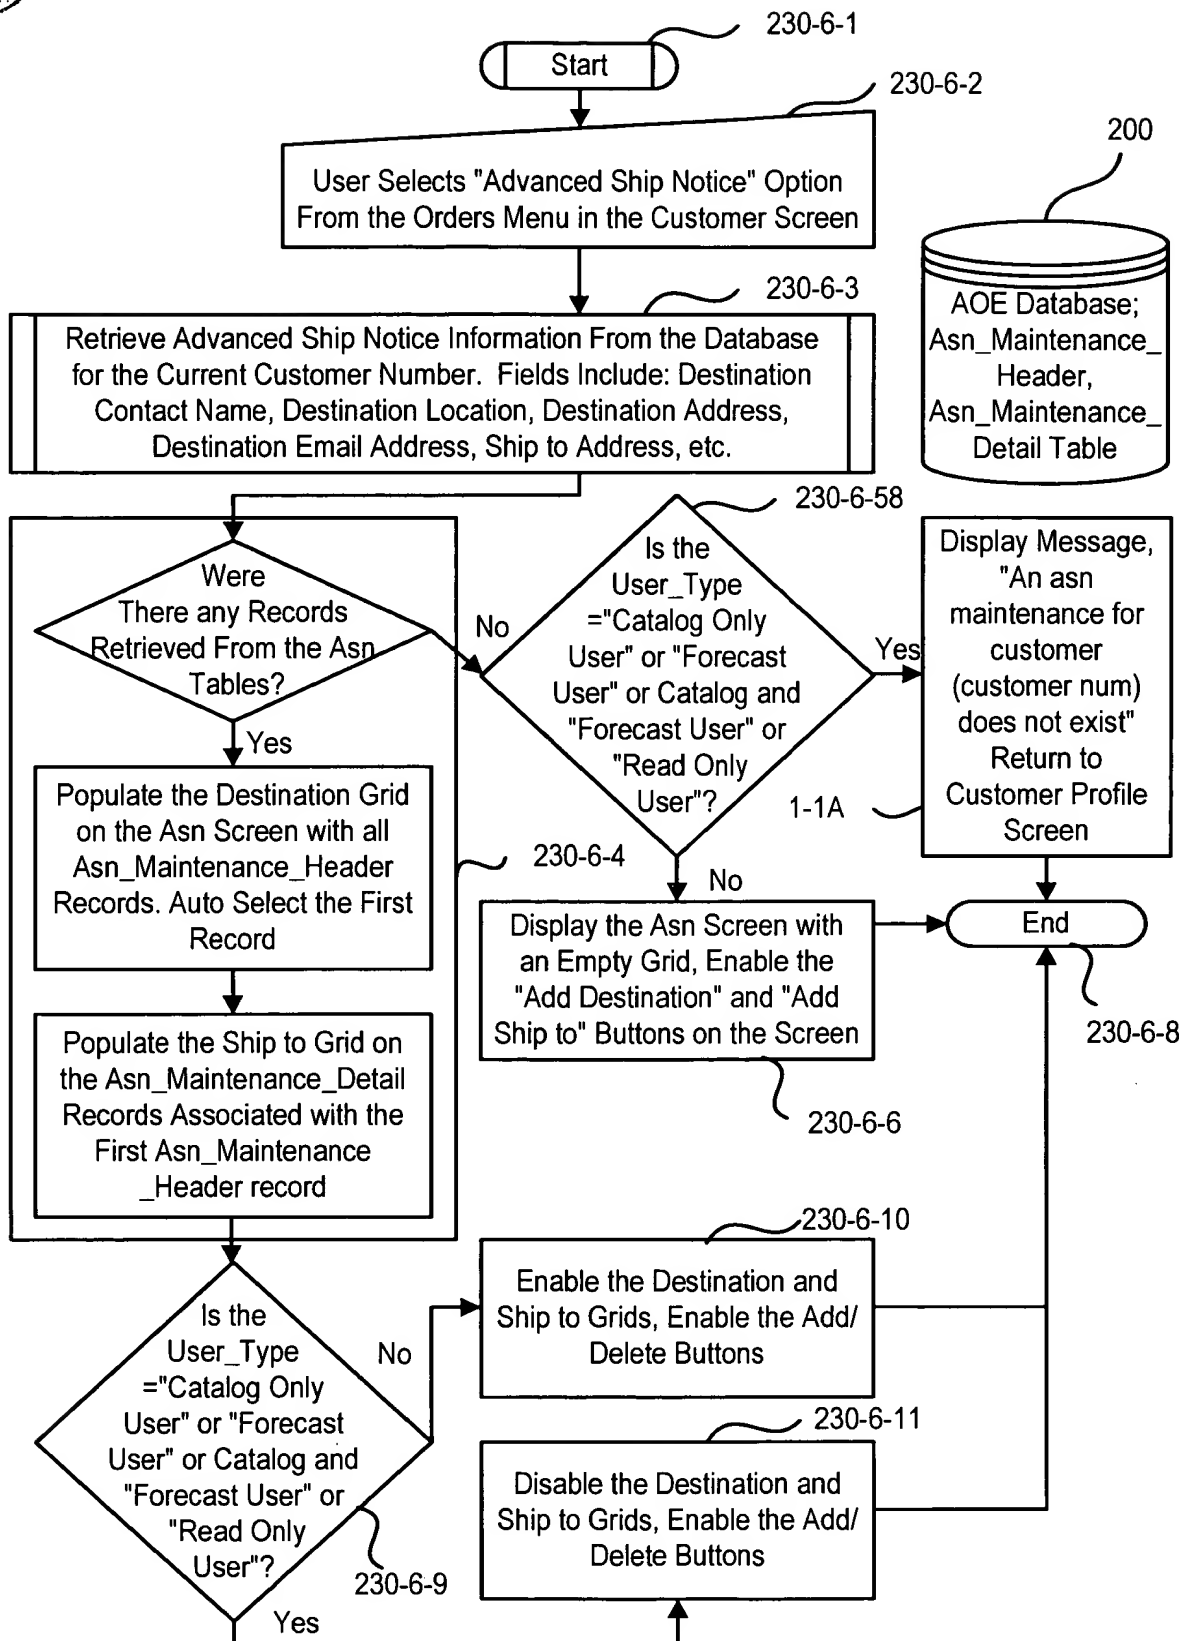 230-6-1
Start
230-6-2
User Selects "Advanced Ship Notice" Option
From the Orders Menu in the Customer Screen
200
AOE Database;
Asn_Maintenance_
Header,
Asn_Maintenance_
Detail Table
230-6-3
Retrieve Advanced Ship Notice Information From the Database
for the Current Customer Number. Fields Include: Destination
Contact Name, Destination Location, Destination Address,
Destination Email Address, Ship to Address, etc.
Were
There any Records
Retrieved From the Asn
Tables?
No
Yes
230-6-58
Is the
User_Type
="Catalog Only
User" or "Forecast
User" or Catalog and
"Forecast User" or
"Read Only
User"?
Yes
No
Display Message,
"An asn
maintenance for
customer
(customer num)
does not exist"
Return to
Customer Profile
Screen
1-1A
Populate the Destination Grid
on the Asn Screen with all
Asn_Maintenance_Header
Records. Auto Select the First
Record
230-6-4
Display the Asn Screen with
an Empty Grid, Enable the
"Add Destination" and "Add
Ship to" Buttons on the Screen
230-6-6
End
230-6-8
Populate the Ship to Grid on
the Asn_Maintenance_Detail
Records Associated with the
First Asn_Maintenance
_Header record
230-6-10
Enable the Destination and
Ship to Grids, Enable the Add/
Delete Buttons
Is the
User_Type
="Catalog Only
User" or "Forecast
User" or Catalog and
"Forecast User" or
"Read Only
User"?
No
230-6-9
Yes
230-6-11
Disable the Destination and
Ship to Grids, Enable the Add/
Delete Buttons